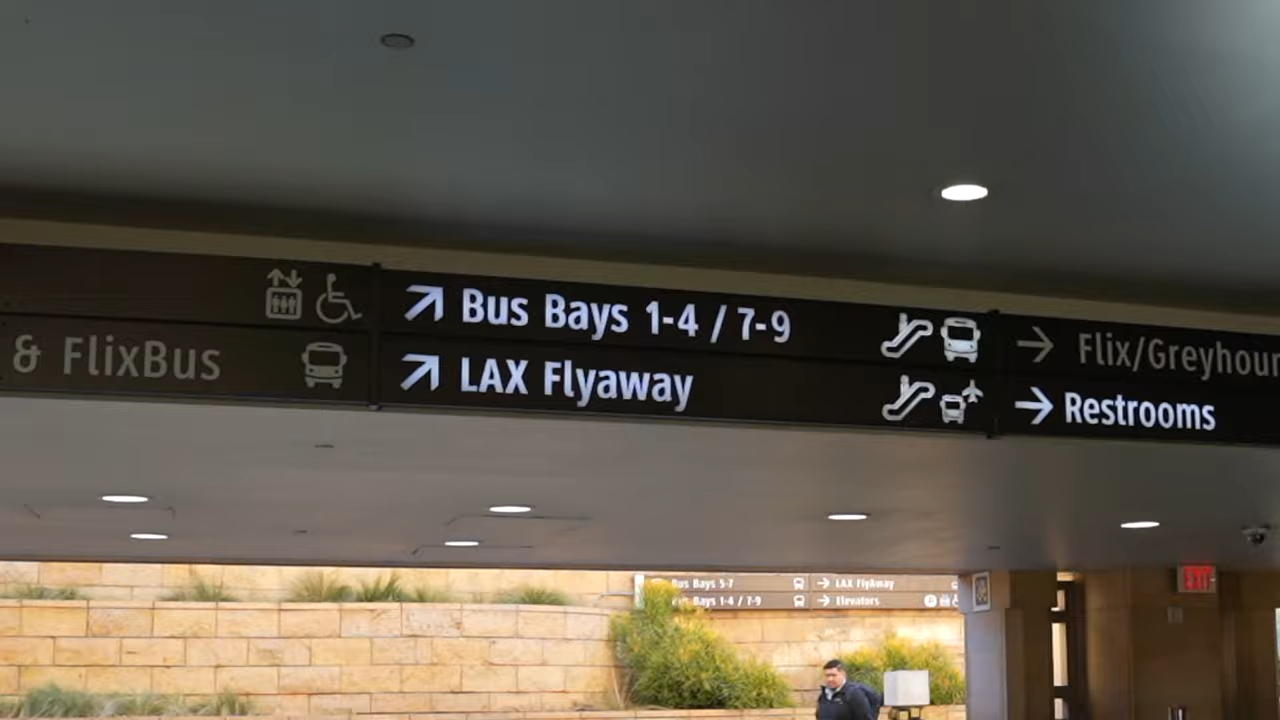 & FlixBus
Bus Bays 1-4 / 7-9
LAX Flyaway
Flix/Greyhoun
Restrooms
Bus Bays 5-7
LAX FlyAway
Bays 1-4 / 7-9
Elevators
EXIT